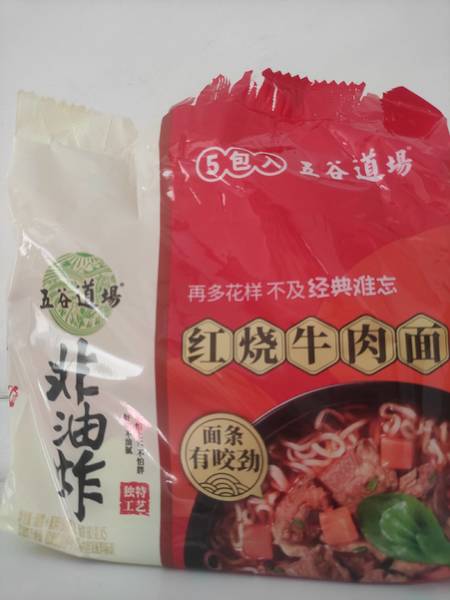 5包入 五谷道場
五谷道場
再多花样 不及经典难忘
红烧牛肉面
非油炸
面条
有咬劲
独特
工艺